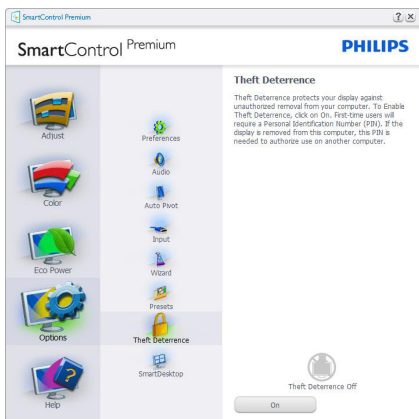 SmartControl Premium
SmartControl Premium
PHILIPS
Adjust
Color
Eco Power
Options
Help
Preferences
Audio
Auto Pivot
Input
Wizard
Presets
Theft Deterrence
SmartDesktop
Theft Deterrence
Theft Deterrence protects your display against
unauthorized removal from your computer. To Enable
Theft Deterrence, click on On. First-time users will
require a Personal Identification Number (PIN). If the
display is removed from this computer, this PIN is
needed to authorize use on another computer.
Theft Deterrence Off
On